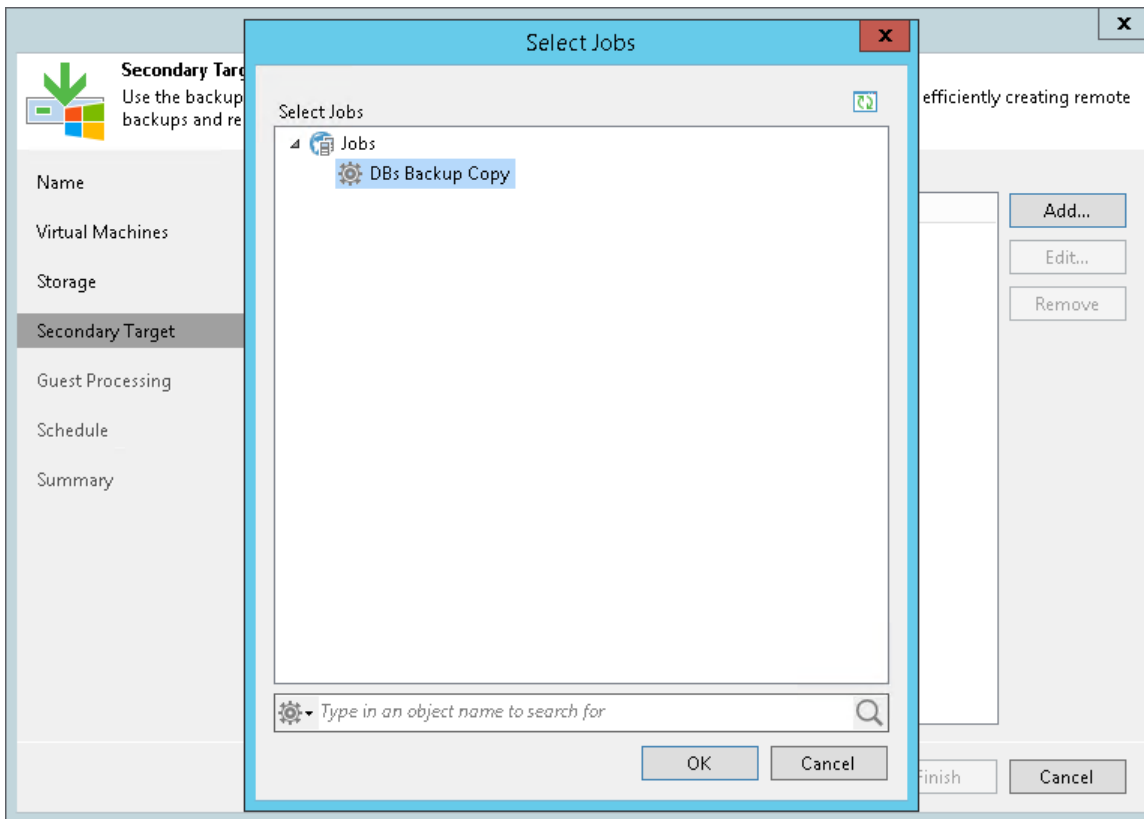 x
Select Jobs
x
Secondary Targ
Use the backup
backups and re
efficiently creating remote
Select Jobs
Jobs
DBs Backup Copy
Name
Virtual Machines
Storage
Secondary Target
Guest Processing
Schedule
Summary
Add...
Edit...
Remove
Type in an object name to search for
OK
Cancel
Finish
Cancel